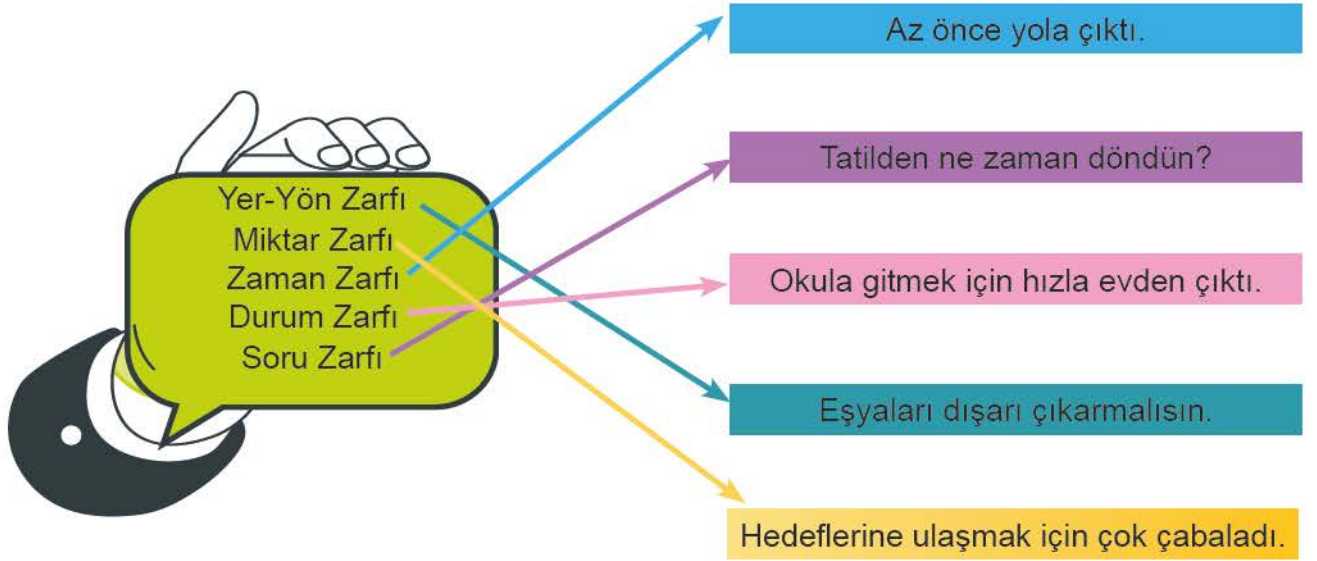 Yer-Yön Zarfı
Miktar Zarfı
Zaman Zarfı
Durum Zarfı
Soru Zarfı
Az önce yola çıktı.
Tatilden ne zaman döndün?
Okula gitmek için hızla evden çıktı.
Eşyaları dışarı çıkarmalısın.
Hedeflerine ulaşmak için çok çabaladı.